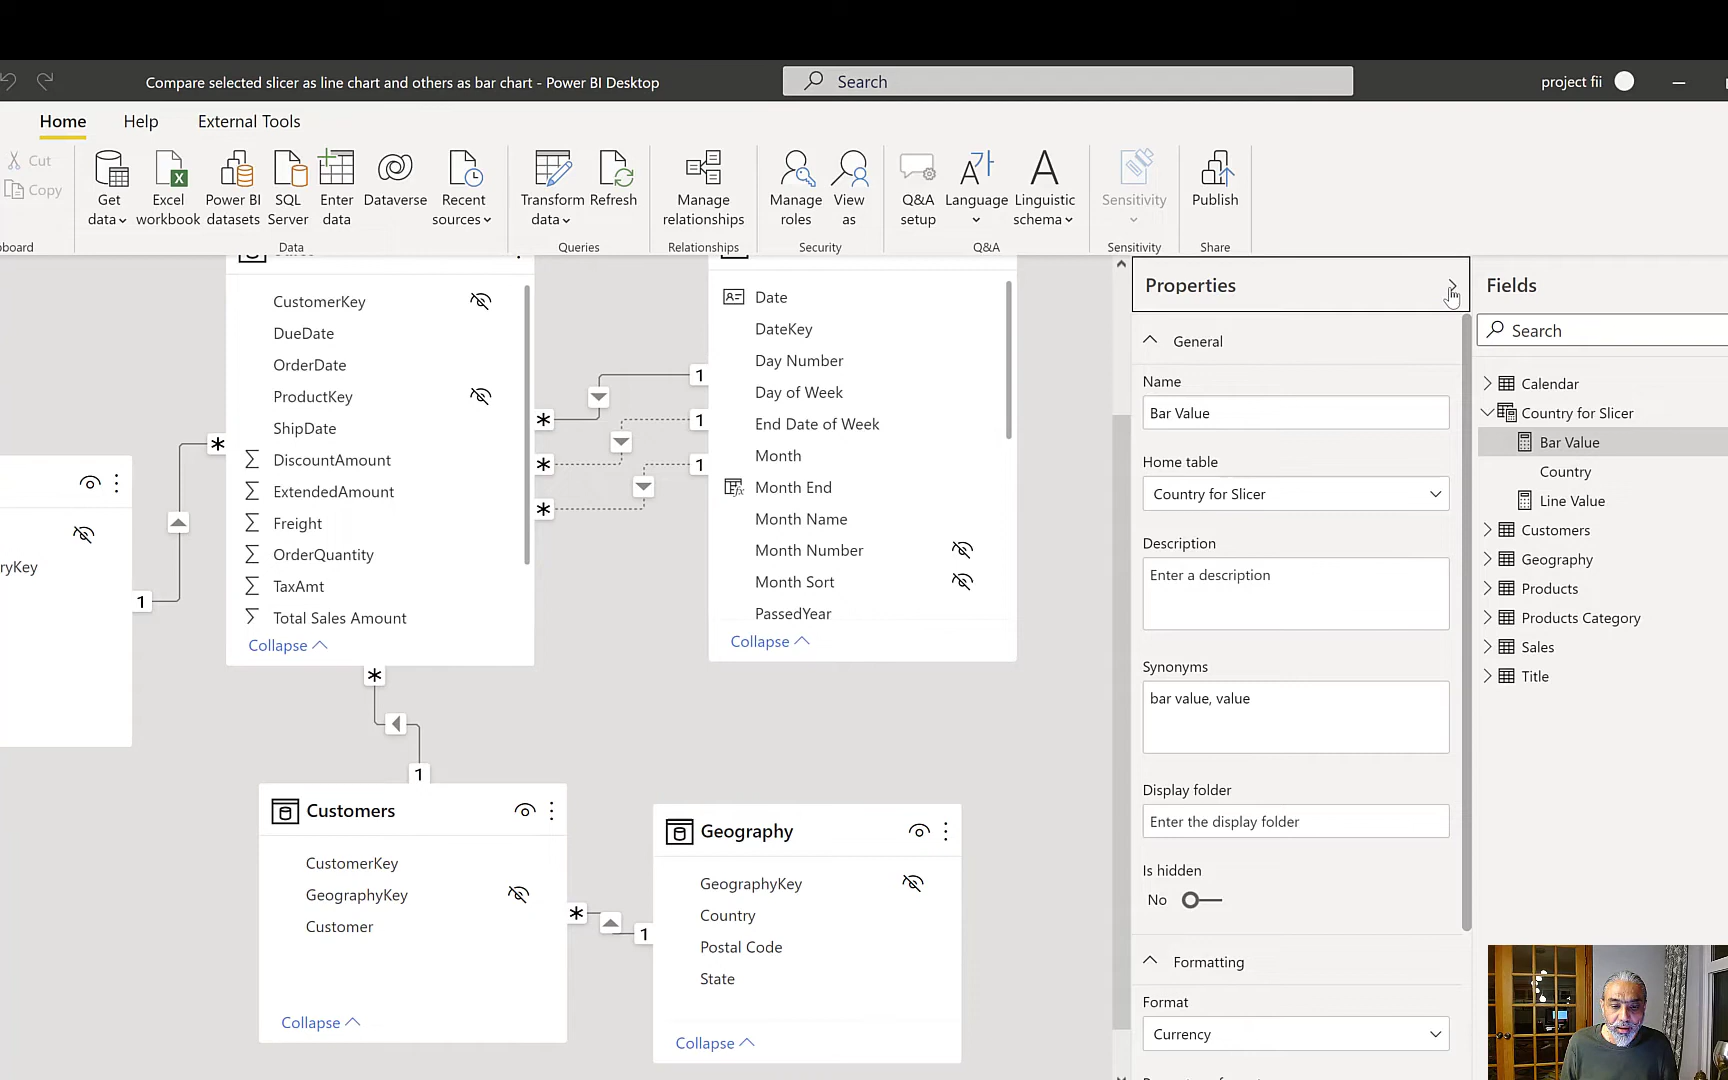 Compare selected slicer as line chart and others as bar chart - Power BI Desktop
Search
project fii
Home
Help
External Tools
Cut
Copy
Get data
Excel workbook
Power BI datasets
SQL Server
Enter data
Dataverse
Recent sources
Transform data
Refresh
Manage relationships
Manage roles
View as
Q&A setup
Language
Linguistic schema
Sensitivity
Publish
board
Data
Queries
Relationships
Security
Q&A
Sensitivity
Share
CustomerKey
DueDate
OrderDate
ProductKey
ShipDate
DiscountAmount
ExtendedAmount
Freight
OrderQuantity
TaxAmt
Total Sales Amount
Collapse
Date
DateKey
Day Number
Day of Week
End Date of Week
Month
Month End
Month Name
Month Number
Month Sort
PassedYear
Collapse
ryKey
1
*
*
1
*
1
*
1
*
1
Customers
CustomerKey
GeographyKey
Customer
Collapse
*
1
Geography
GeographyKey
Country
Postal Code
State
Collapse
Properties
General
Name
Bar Value
Home table
Country for Slicer
Description
Enter a description
Synonyms
bar value, value
Display folder
Enter the display folder
Is hidden
No
Formatting
Format
Currency
Fields
Search
Calendar
Country for Slicer
Bar Value
Country
Line Value
Customers
Geography
Products
Products Category
Sales
Title